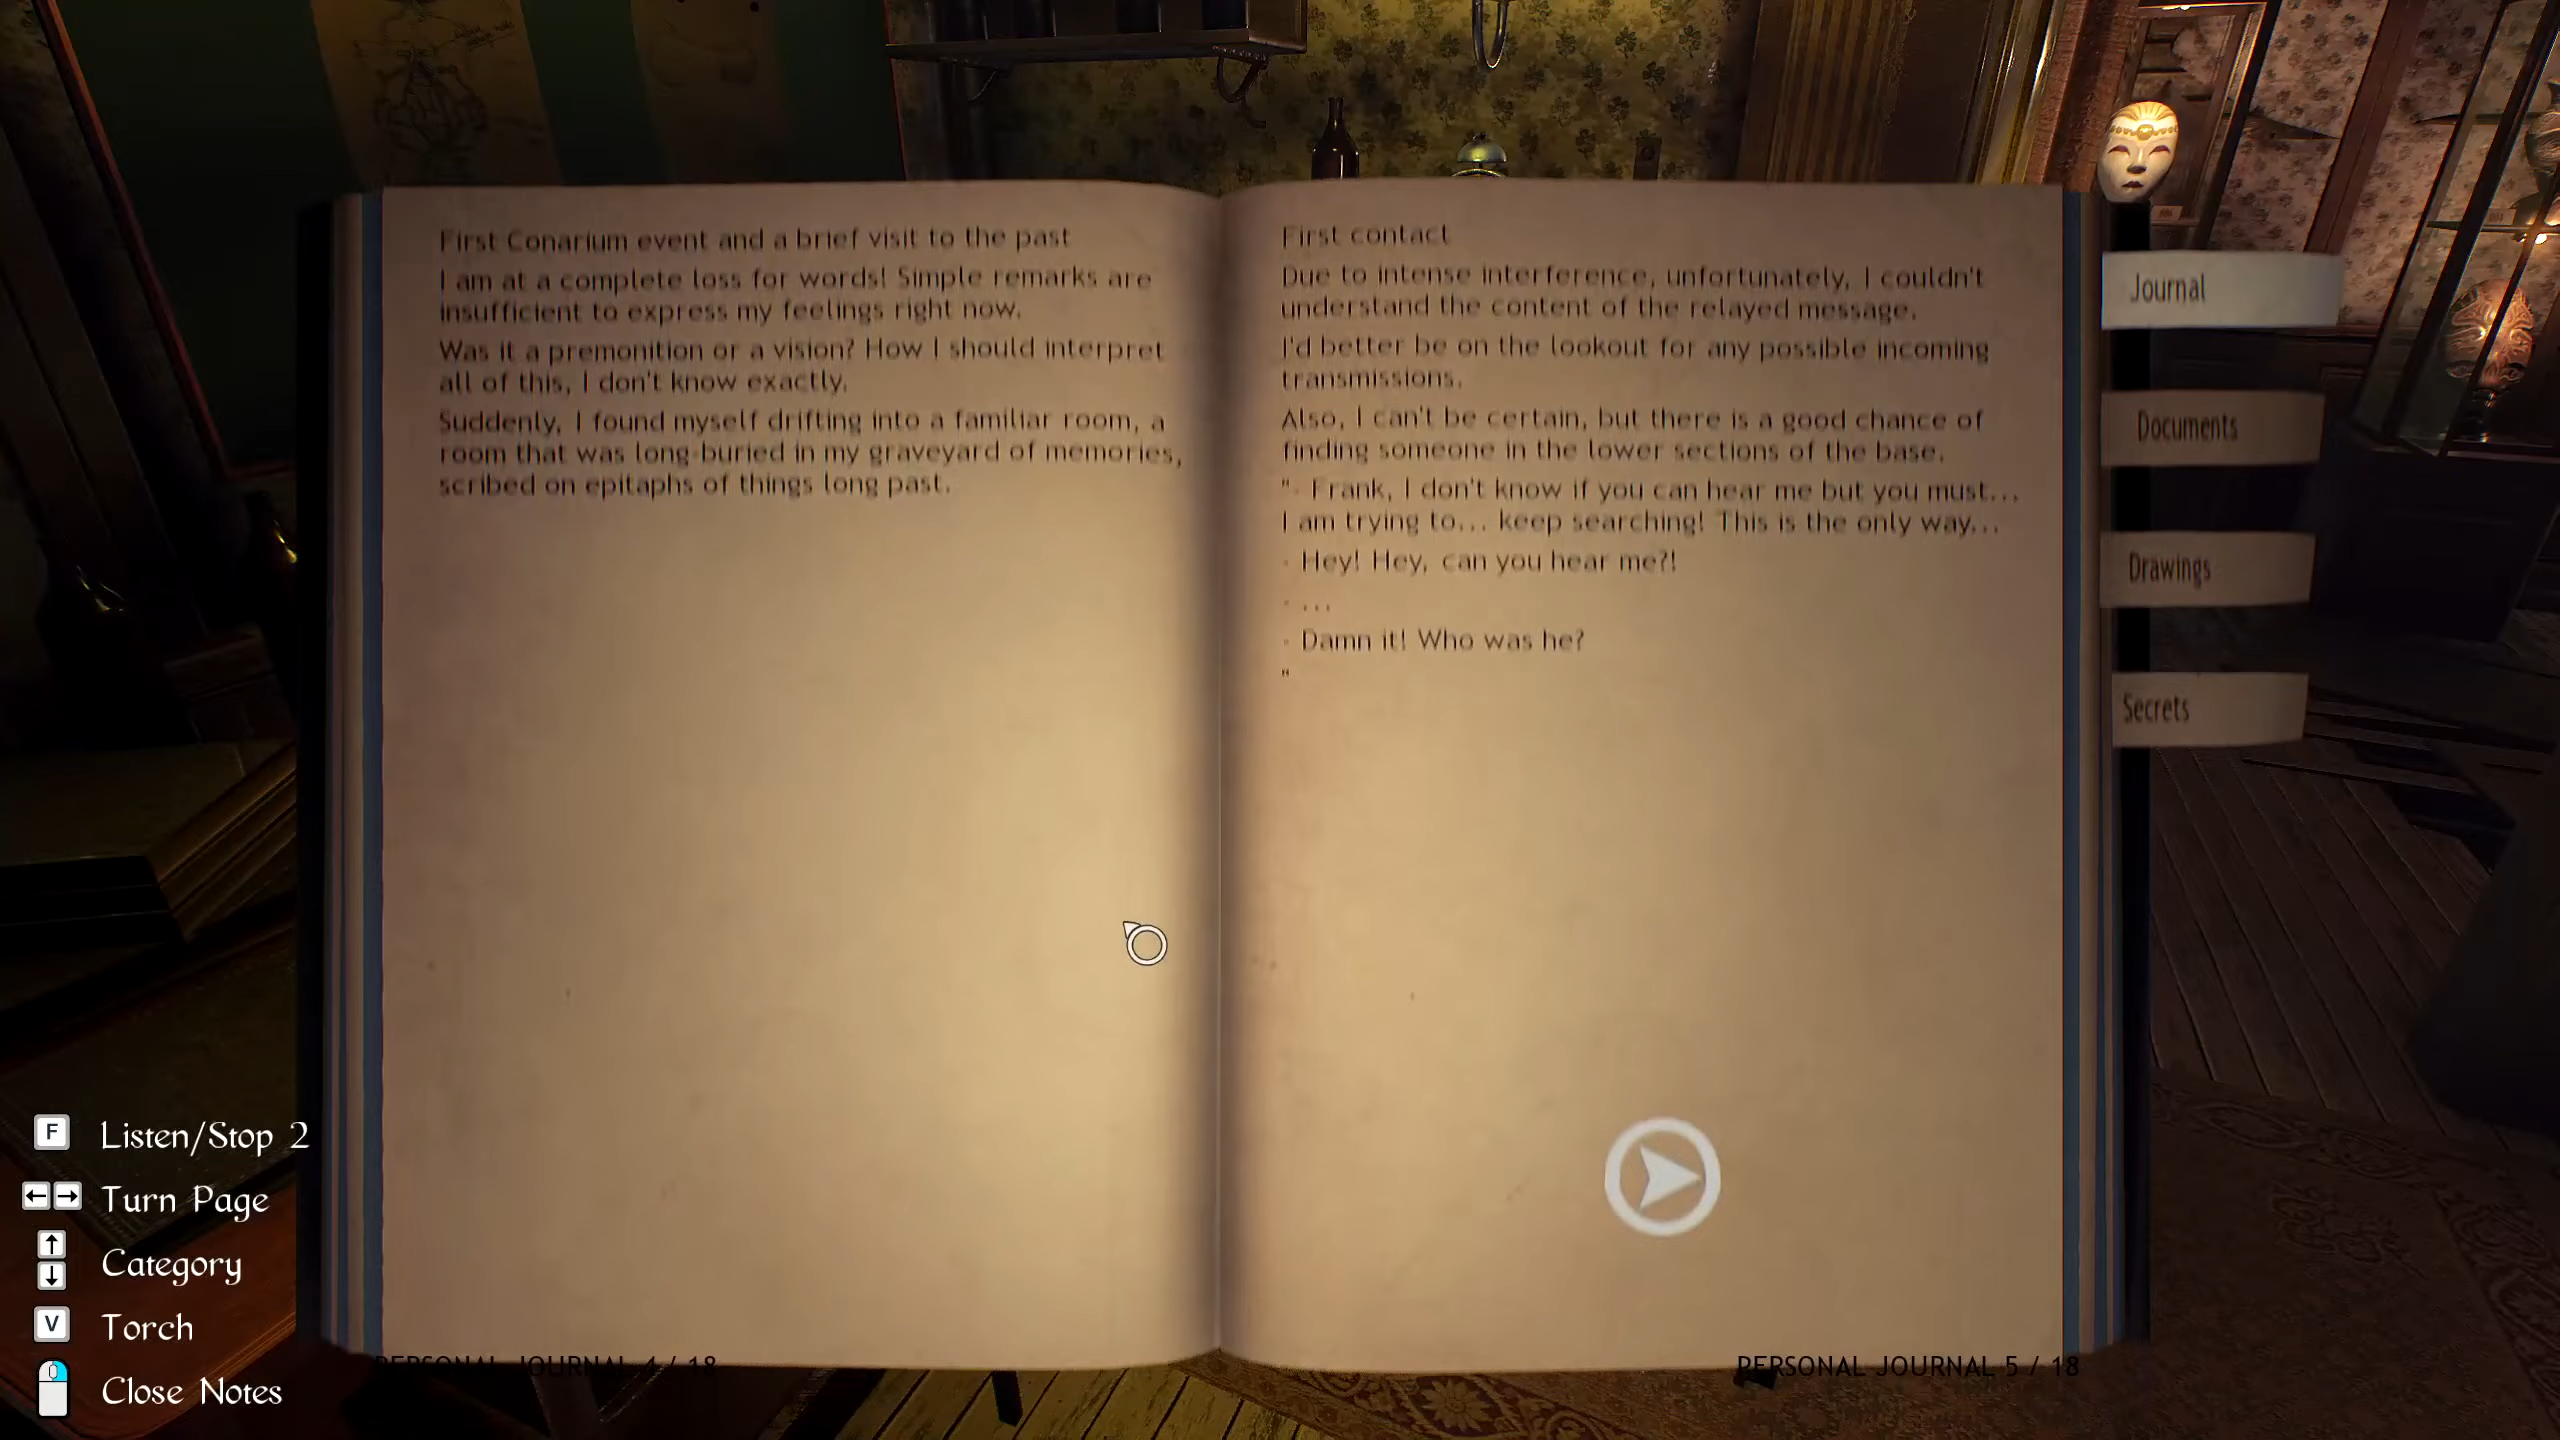 First Conarium event and a brief visit to the past
I am at a complete loss for words! Simple remarks are
insufficient to express my feelings right now.
Was it a premonition or a vision? How I should interpret
all of this, I don't know exactly.
Suddenly, I found myself drifting into a familiar room, a
room that was long-buried in my graveyard of memories,
scribed on epitaphs of things long past.
First contact
Due to intense interference, unfortunately, I couldn't
understand the content of the relayed message.
I'd better be on the lookout for any possible incoming
transmissions.
Also, I can't be certain, but there is a good chance of
finding someone in the lower sections of the base.
"- Frank, I don't know if you can hear me but you must...
I am trying to... keep searching! This is the only way...
- Hey! Hey, can you hear me?!
- ...
- Damn it! Who was he?
"
Journal
Documents
Drawings
Secrets
F Listen/Stop 2
← → Turn Page
↑ ↓ Category
V Torch
Close Notes
PERSONAL JOURNAL 4 / 18
PERSONAL JOURNAL 5 / 18